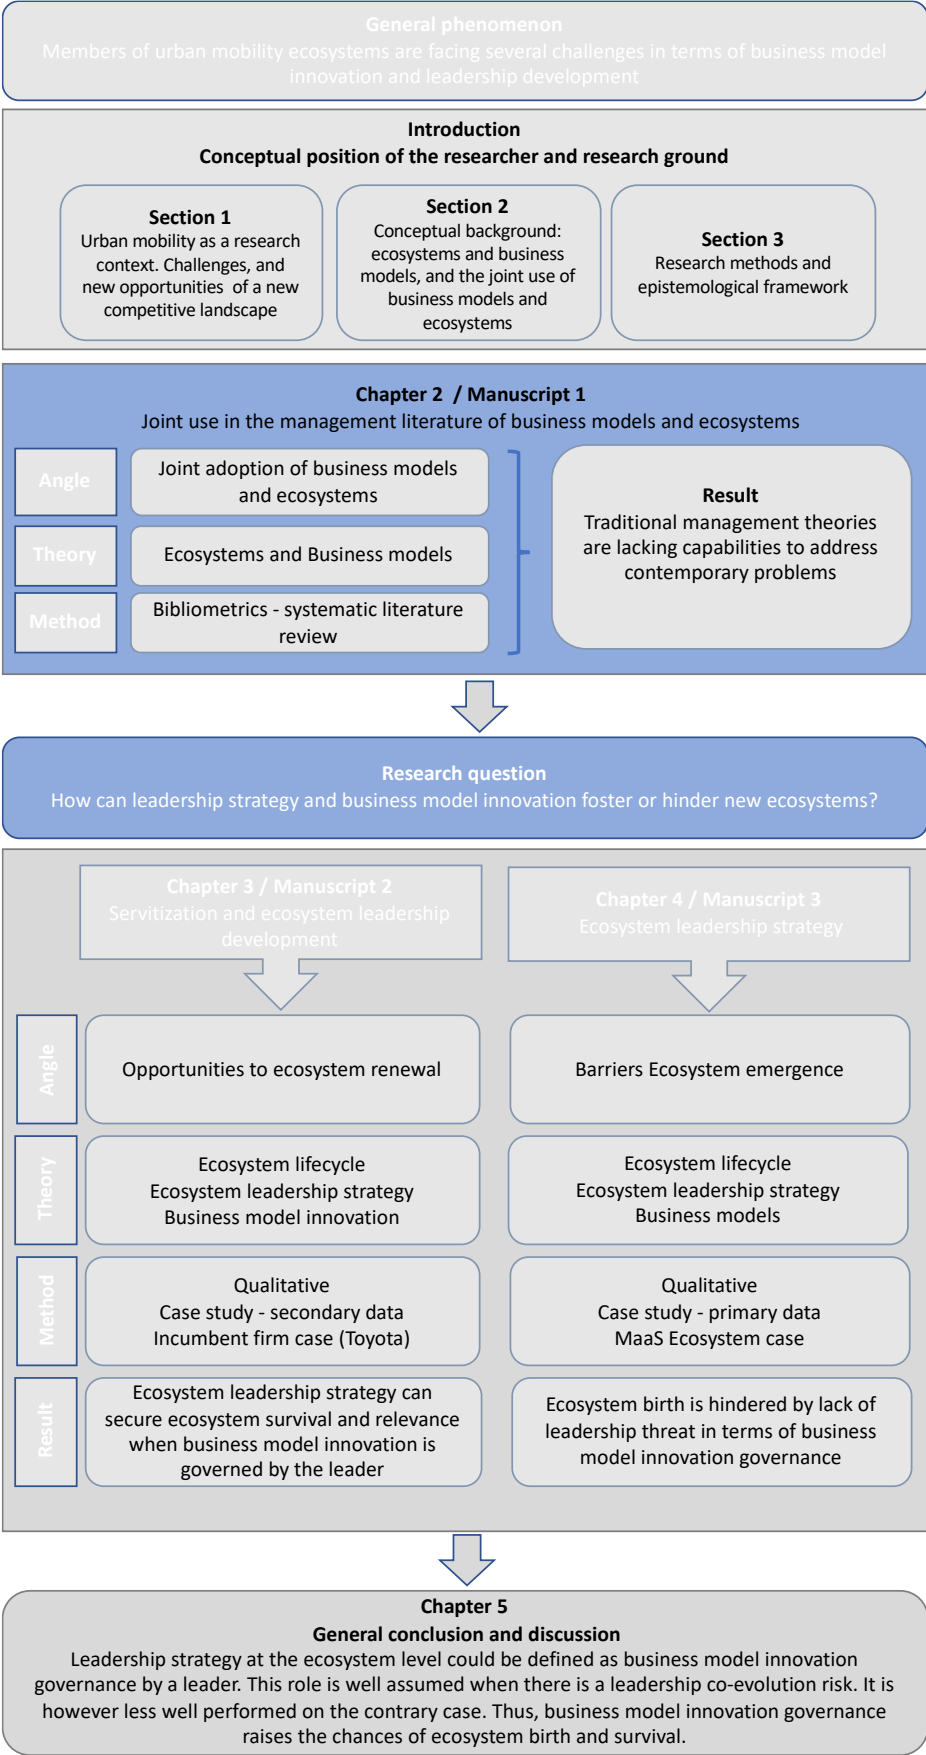 General phenomenon
Members of urban mobility ecosystems are facing several challenges in terms of business model
innovation and leadership development
Introduction
Conceptual position of the researcher and research ground
Section 1
Urban mobility as a research
context. Challenges, and
new opportunities of a new
competitive landscape
Section 2
Conceptual background:
ecosystems and business
models, and the joint use of
business models and
ecosystems
Section 3
Research methods and
epistemological framework
Chapter 2 / Manuscript 1
Joint use in the management literature of business models and ecosystems
Angle
Joint adoption of business models
and ecosystems
Theory
Ecosystems and Business models
Method
Bibliometrics - systematic literature
review
Result
Traditional management theories
are lacking capabilities to address
contemporary problems
Research question
How can leadership strategy and business model innovation foster or hinder new ecosystems?
Chapter 3 / Manuscript 2
Servitization and ecosystem leadership
development
Chapter 4 / Manuscript 3
Ecosystem leadership strategy
Angle
Opportunities to ecosystem renewal
Barriers Ecosystem emergence
Theory
Ecosystem lifecycle
Ecosystem leadership strategy
Business model innovation
Ecosystem lifecycle
Ecosystem leadership strategy
Business models
Method
Qualitative
Case study - secondary data
Incumbent firm case (Toyota)
Qualitative
Case study - primary data
MaaS Ecosystem case
Result
Ecosystem leadership strategy can
secure ecosystem survival and relevance
when business model innovation is
governed by the leader
Ecosystem birth is hindered by lack of
leadership threat in terms of business
model innovation governance
Chapter 5
General conclusion and discussion
Leadership strategy at the ecosystem level could be defined as business model innovation
governance by a leader. This role is well assumed when there is a leadership co-evolution risk. It is
however less well performed on the contrary case. Thus, business model innovation governance
raises the chances of ecosystem birth and survival.